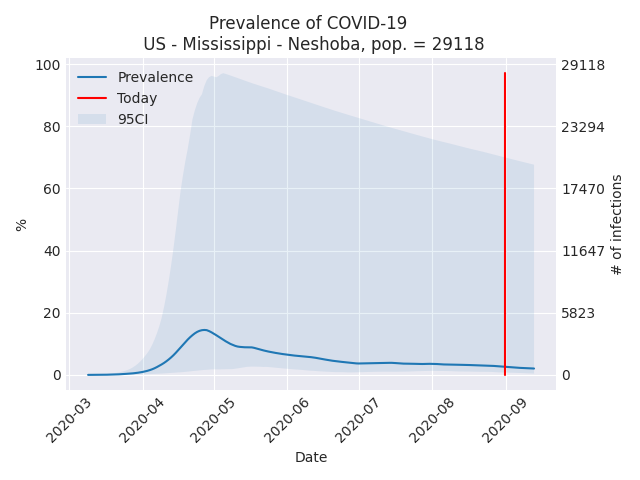 Prevalence of COVID-19
US - Mississippi - Neshoba, pop. = 29118
Prevalence
Today
95CI
100
80
60
40
20
0
%
29118
23294
17470
11647
5823
0
# of infections
2020-03
2020-04
2020-05
2020-06
2020-07
2020-08
2020-09
Date